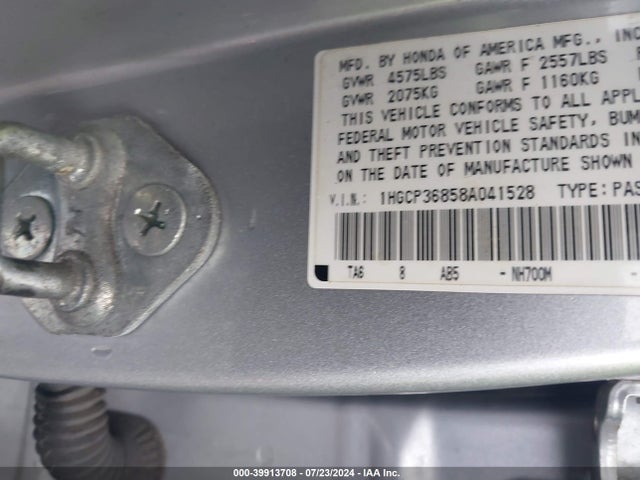 MFD. BY HONDA OF AMERICA MFG., INC
GVWR 4575LBS GAWR F 2557LBS
GVWR 2075KG GAWR F 1160KG
THIS VEHICLE CONFORMS TO ALL APPL
FEDERAL MOTOR VEHICLE SAFETY, BUM
AND THEFT PREVENTION STANDARDS IN
ON THE DATE OF MANUFACTURE SHOWN
V.I.N.: 1HGCP36858A041528 TYPE:PAS
TA6 8 AB5 -NH700M -
000-39913708 - 07/23/2024 - IAA Inc.